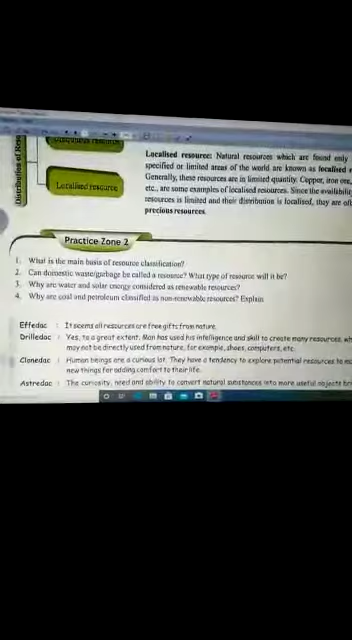 Distribution of Res
Ubiquitous resource
Localised resource
Localised resource: Natural resources which are found only
specified or limited areas of the world are known as localised
Generally, these resources are in limited quantity. Copper, iron ore,
etc., are some examples of localised resources. Since the availabili
resources is limited and their distribution is localised, they are oft
precious resources.
Practice Zone 2
1. What is the main basis of resource classification?
2. Can domestic waste/garbage be called a resource? What type of resource will it be?
3. Why are water and solar energy considered as renewable resources?
4. Why are coal and petroleum classified as non-renewable resources? Explain
Effedac : It seems all resources are free gifts from nature.
Drilledac : Yes, to a great extent. Man has used his intelligence and skill to create many resources, wh
may not be directly used from nature, for example, shoes, computers, etc.
Clonedac : Human beings are a curious lot. They have a tendency to explore potential resources to
new things for adding comfort to their life.
Astredac : The curiosity, need and ability to convert natural substances into more useful objects